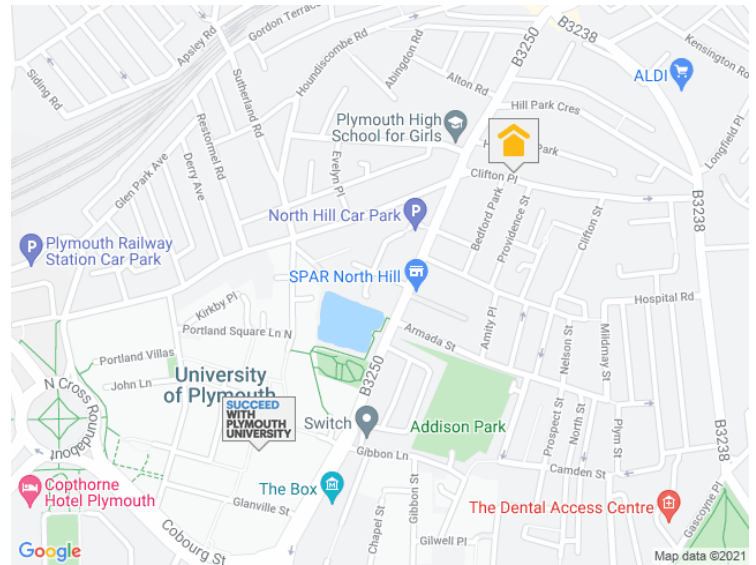 Gordon Terrace
Apsley Rd
Siding Rd
Sutherland Rd
Houndiscombe Rd
Abingdon Rd
Alton Rd
B3250
B3238
Kensington Rd
ALDI
Hill Park Cres
Longfield Pl
Plymouth High
School for Girls
Park
Clifton Pl
Restormel Rd
Derry Ave
Glen Park Ave
Evelyn Pl
North Hill Car Park
Bedford Park
Providence St
Clifton St
B3238
Plymouth Railway
Station Car Park
SPAR North Hill
Hospital Rd
Kirkby Pl
Portland Square Ln N
Armada St
Amity Pl
Nelson St
Mildmay St
Portland Villas
John Ln
University
of Plymouth
B3250
N Cross Roundabout
SUCCEED
WITH
PLYMOUTH
UNIVERSITY
Switch
Addison Park
Prospect St
North St
Plym St
B3238
Gibbon Ln
Camden St
Copthorne
Hotel Plymouth
The Box
Glanville St
Cobourg St
Chapel St
Gibbon St
Gilwell Pl
The Dental Access Centre
Gascoyne Pl
Google
Map data ©2021